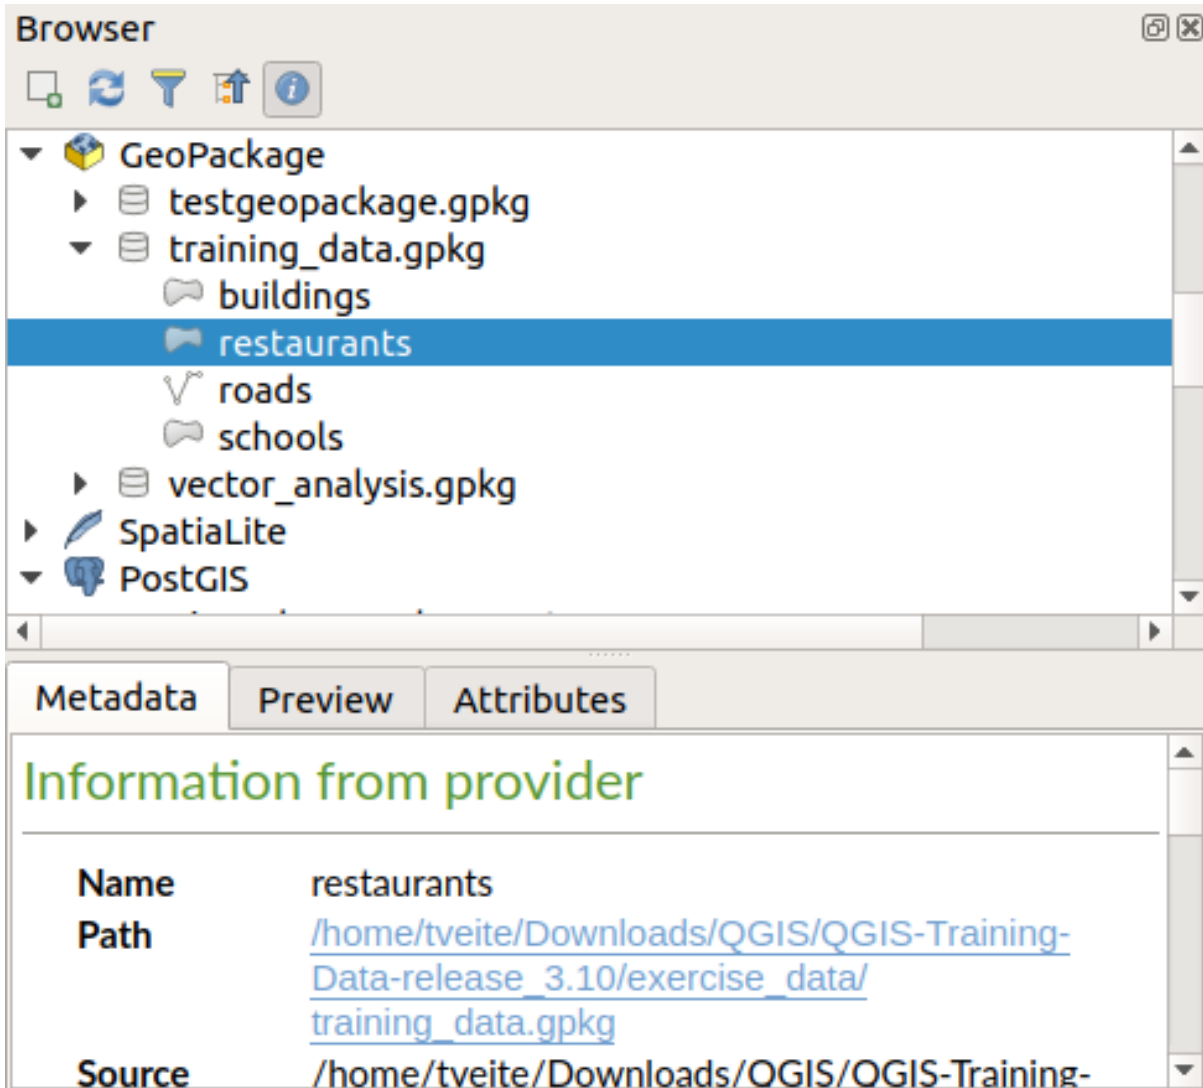 Browser
GeoPackage
testgeopackage.gpkg
training_data.gpkg
buildings
restaurants
roads
schools
vector_analysis.gpkg
SpatiaLite
PostGIS
Metadata Preview Attributes
Information from provider
Name restaurants
Path /home/tveite/Downloads/QGIS/QGIS-Training-
Data-release_3.10/exercise_data/
training_data.gpkg
Source /home/tveite/Downloads/QGIS/QGIS-Training-